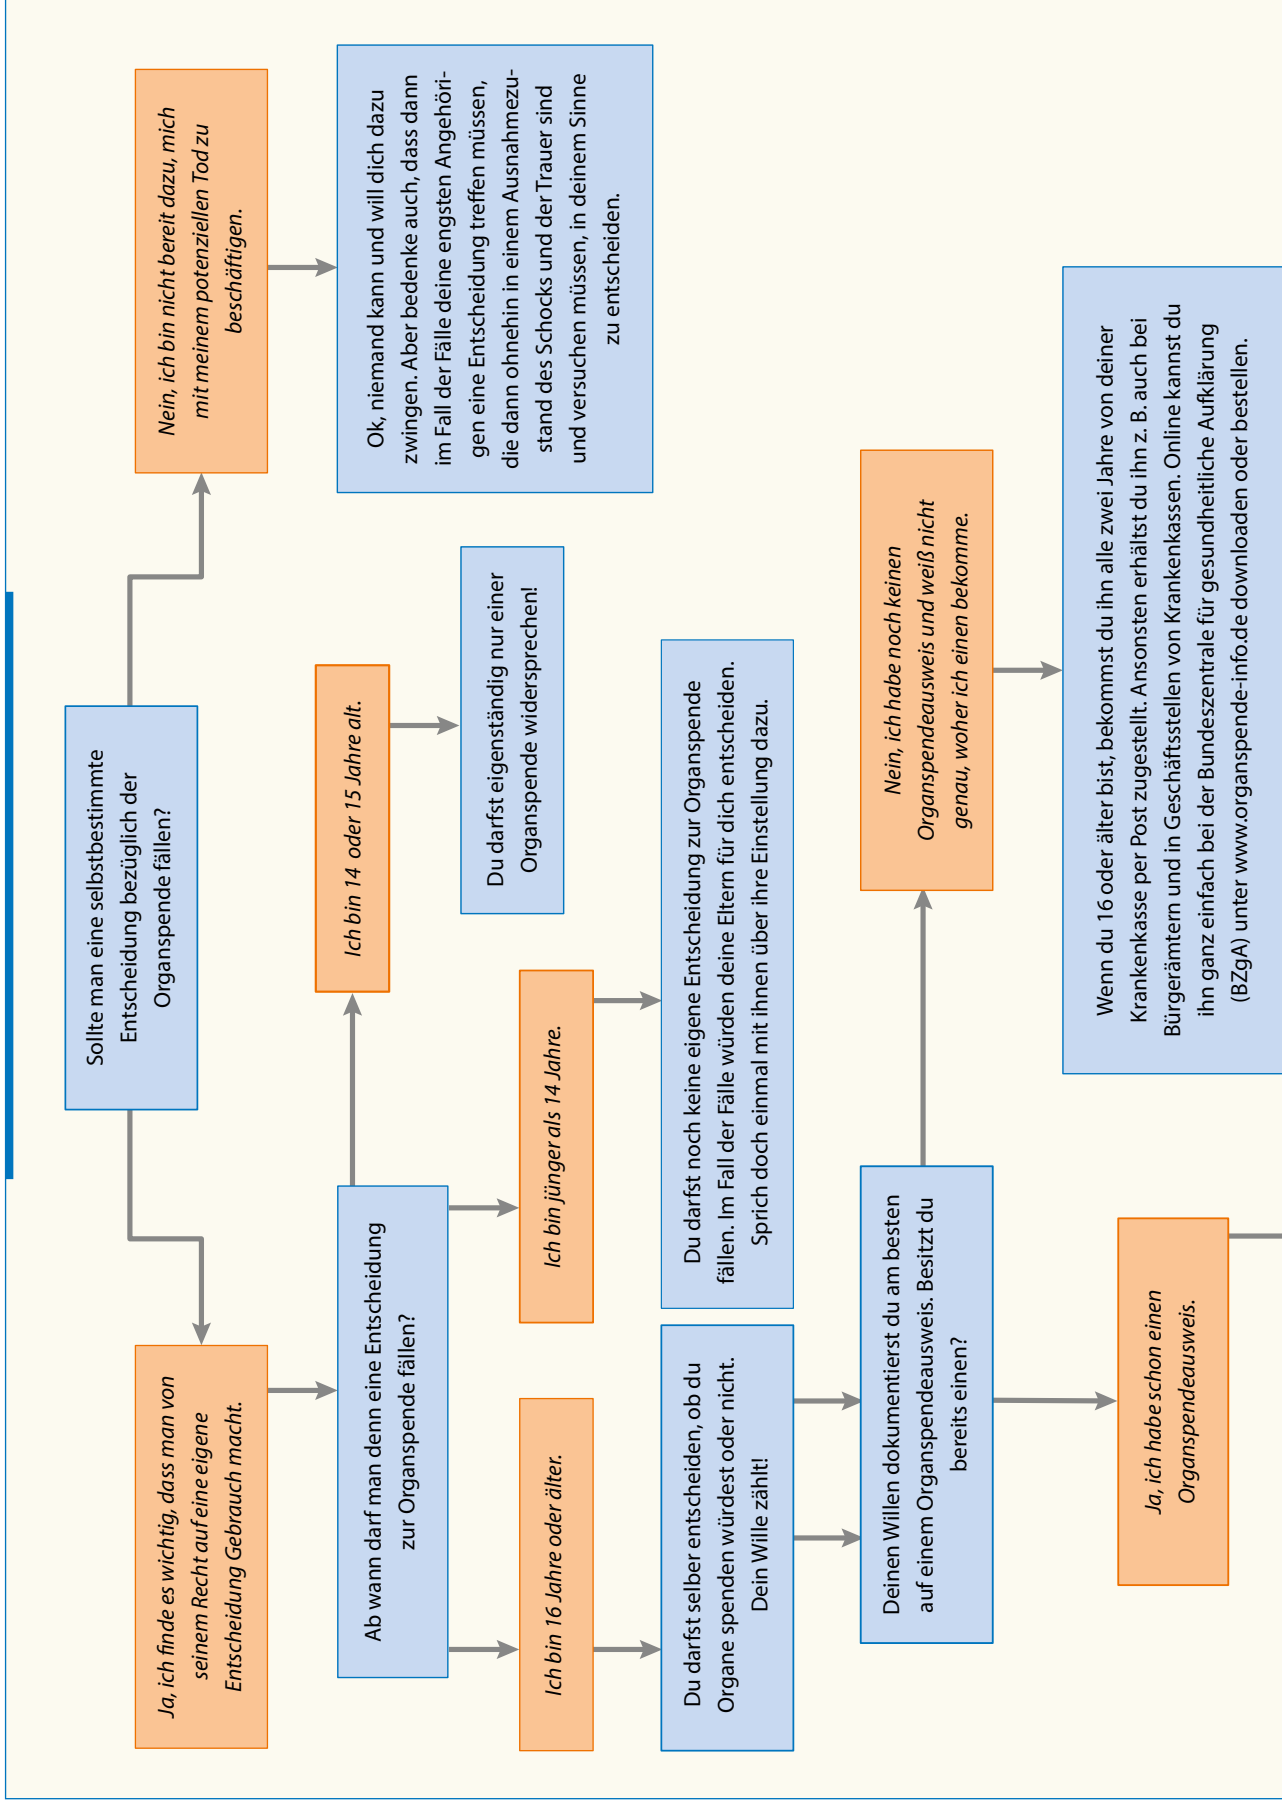 Sollte man eine selbstbestimmte
Entscheidung bezüglich der
Organspende fällen?
Ja, ich finde es wichtig, dass man von
seinem Recht auf eine eigene
Entscheidung Gebrauch macht.
Nein, ich bin nicht bereit dazu, mich
mit meinem potenziellen Tod zu
beschäftigen.
Ok, niemand kann und will dich dazu
zwingen. Aber bedenke auch, dass dann
im Fall der Fälle deine engsten Angehöri-
gen eine Entscheidung treffen müssen,
die dann ohnehin in einem Ausnahmezu-
stand des Schocks und der Trauer sind
und versuchen müssen, in deinem Sinne
zu entscheiden.
Ab wann darf man denn eine Entscheidung
zur Organspende fällen?
Ich bin 14 oder 15 Jahre alt.
Du darfst eigenständig nur einer
Organspende widersprechen!
Ich bin 16 Jahre oder älter.
Ich bin jünger als 14 Jahre.
Du darfst selber entscheiden, ob du
Organe spenden würdest oder nicht.
Dein Wille zählt!
Du darfst noch keine eigene Entscheidung zur Organspende
fällen. Im Fall der Fälle würden deine Eltern für dich entscheiden.
Sprich doch einmal mit ihnen über ihre Einstellung dazu.
Deinen Willen dokumentierst du am besten
auf einem Organspendeausweis. Besitzt du
bereits einen?
Nein, ich habe noch keinen
Organspendeausweis und weiß nicht
genau, woher ich einen bekomme.
Wenn du 16 oder älter bist, bekommst du ihn alle zwei Jahre von deiner
Krankenkasse per Post zugestellt. Ansonsten erhältst du ihn z. B. auch bei
Bürgerämtern und in Geschäftsstellen von Krankenkassen. Online kannst du
ihn ganz einfach bei der Bundeszentrale für gesundheitliche Aufklärung
(BZgA) unter www.organspende-info.de downloaden oder bestellen.
Ja, ich habe schon einen
Organspendeausweis.